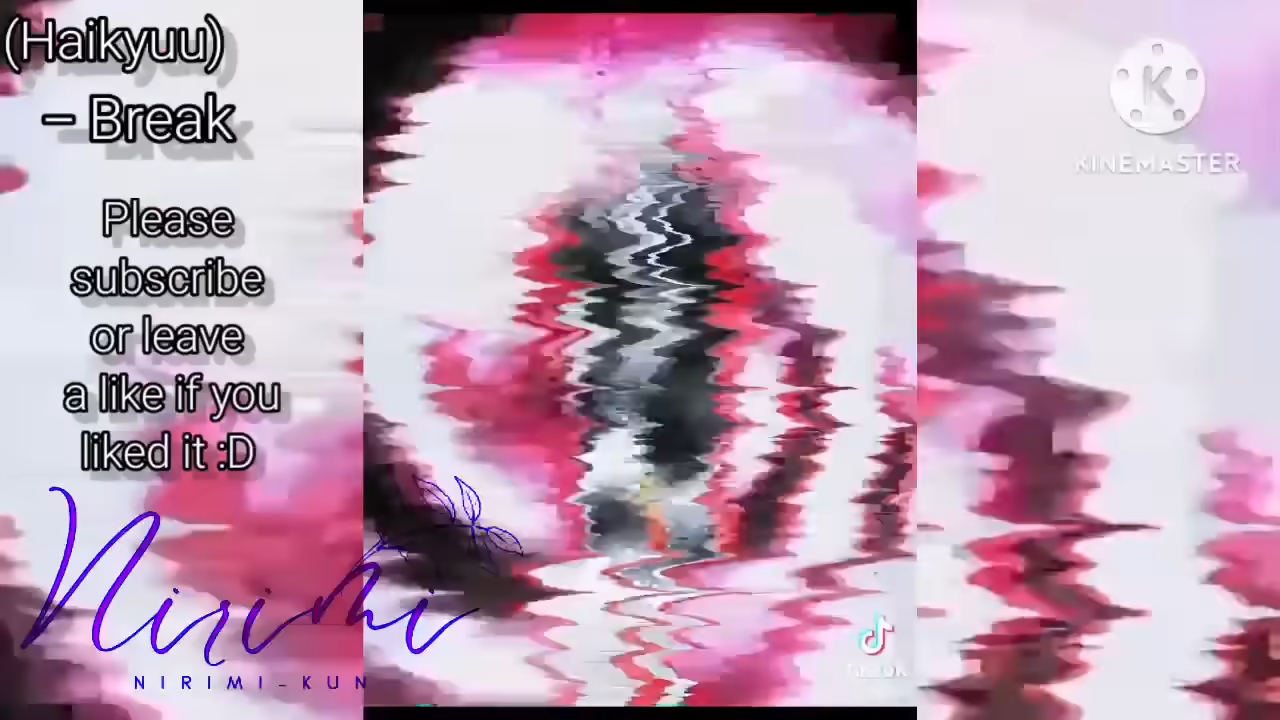 (Haikyuu)
– Break
Please
subscribe
or leave
a like if you
liked it :D
Nirimi
NIRIMI-KUN
K
KINEMASTER